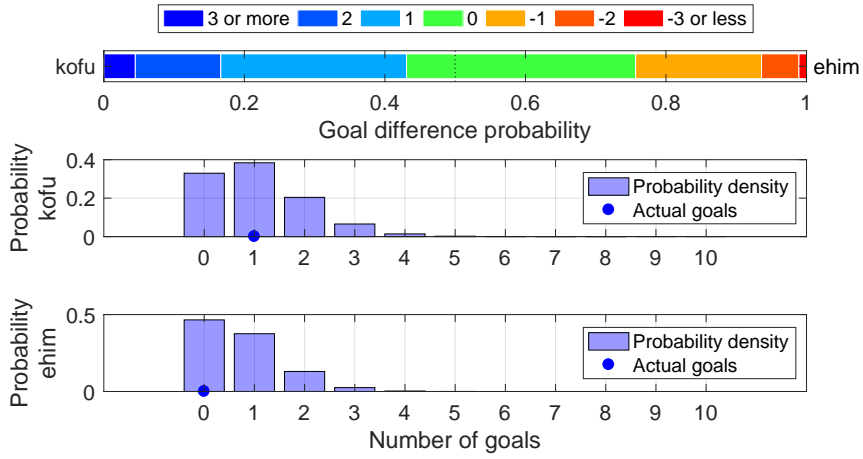 3 or more 2 1 0 -1 -2 -3 or less
kofu ehim
0 0.2 0.4 0.6 0.8 1
Goal difference probability
Probability
kofu
0.4
0.2
0
Probability density
Actual goals
0 1 2 3 4 5 6 7 8 9 10
Probability
ehim
0.5
0
Probability density
Actual goals
0 1 2 3 4 5 6 7 8 9 10
Number of goals